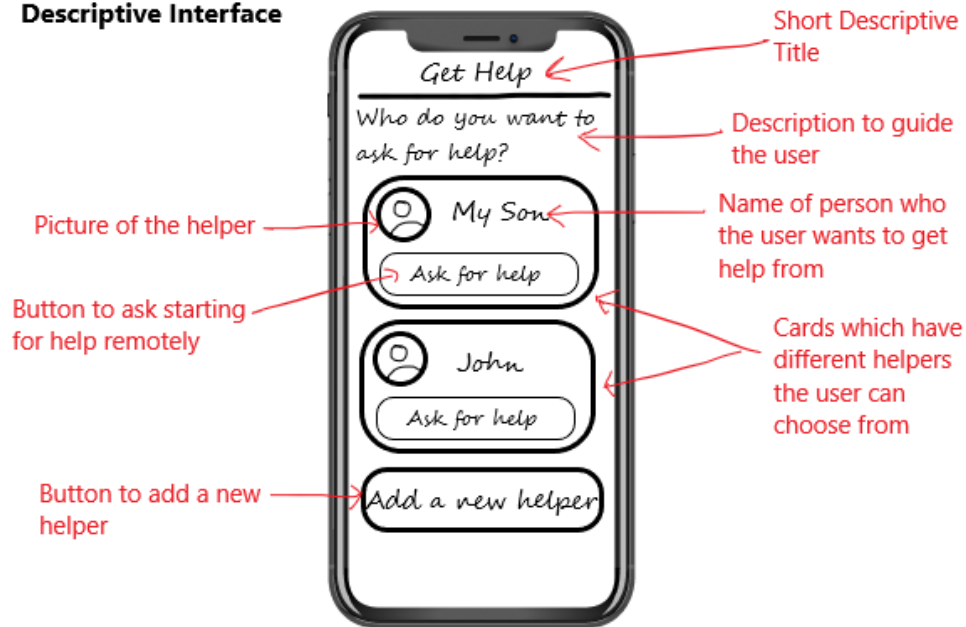 Descriptive Interface
Short Descriptive
Title
Get Help
Who do you want to
ask for help?
Description to guide
the user
Picture of the helper
My Son
Name of person who
the user wants to get
help from
Button to ask starting
for help remotely
Ask for help
Cards which have
different helpers
the user can
choose from
John
Ask for help
Button to add a new
helper
Add a new helper